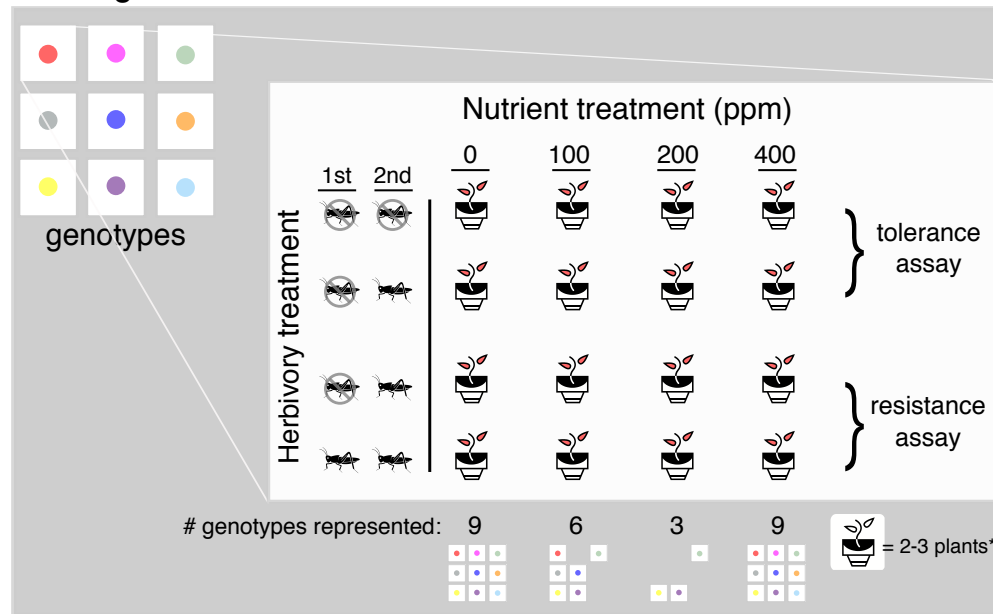 genotypes
Nutrient treatment (ppm)
0 100 200 400
1st 2nd
Herbivory treatment
tolerance
assay
resistance
assay
# genotypes represented: 9 6 3 9
= 2-3 plants*